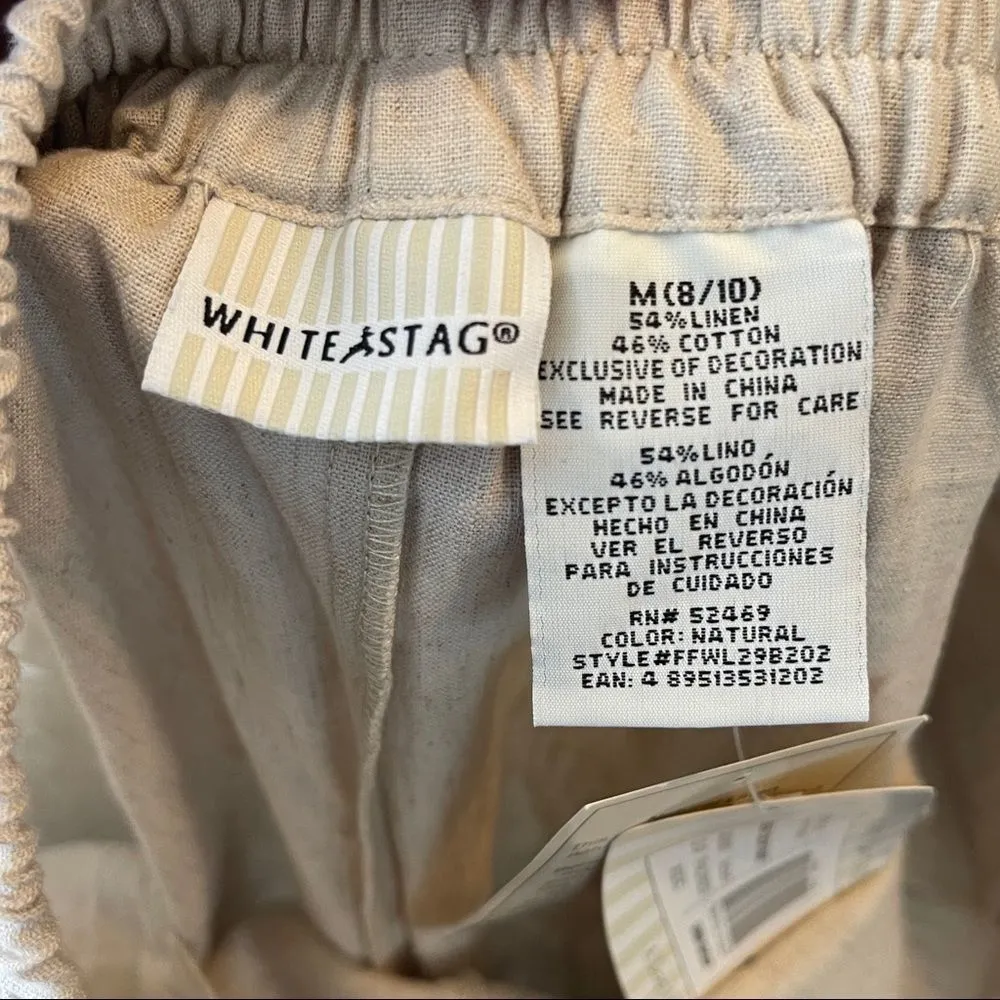 WHITE STAG®
M(8/10)
54%LINEN
46% COTTON
EXCLUSIVE OF DECORATION
MADE IN CHINA
SEE REVERSE FOR CARE
54%LINO
46% ALGODÓN
EXCEPTO LA DECORACIÓN
HECHO EN CHINA
VER EL REVERSO
PARA INSTRUCCIONES
DE CUIDADO
RN# 52469
COLOR: NATURAL
STYLE#FFWL29B202
EAN: 4 89513531202